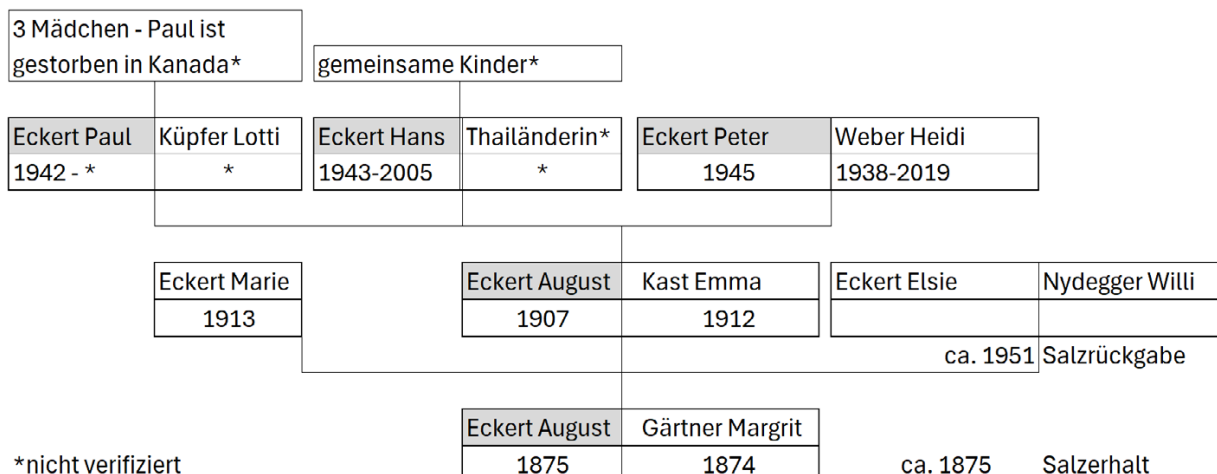 3 Mädchen - Paul ist
gestorben in Kanada*
gemeinsame Kinder*
Eckert Paul Küpfer Lotti Eckert Hans Thailänderin* Eckert Peter Weber Heidi
1942 - * * 1943-2005 * 1945 1938-2019
Eckert Marie Eckert August Kast Emma Eckert Elsie Nydegger Willi
1913 1907 1912
ca. 1951 Salzrückgabe
Eckert August Gärtner Margrit
*nicht verifiziert 1875 1874 ca. 1875 Salzerhalt